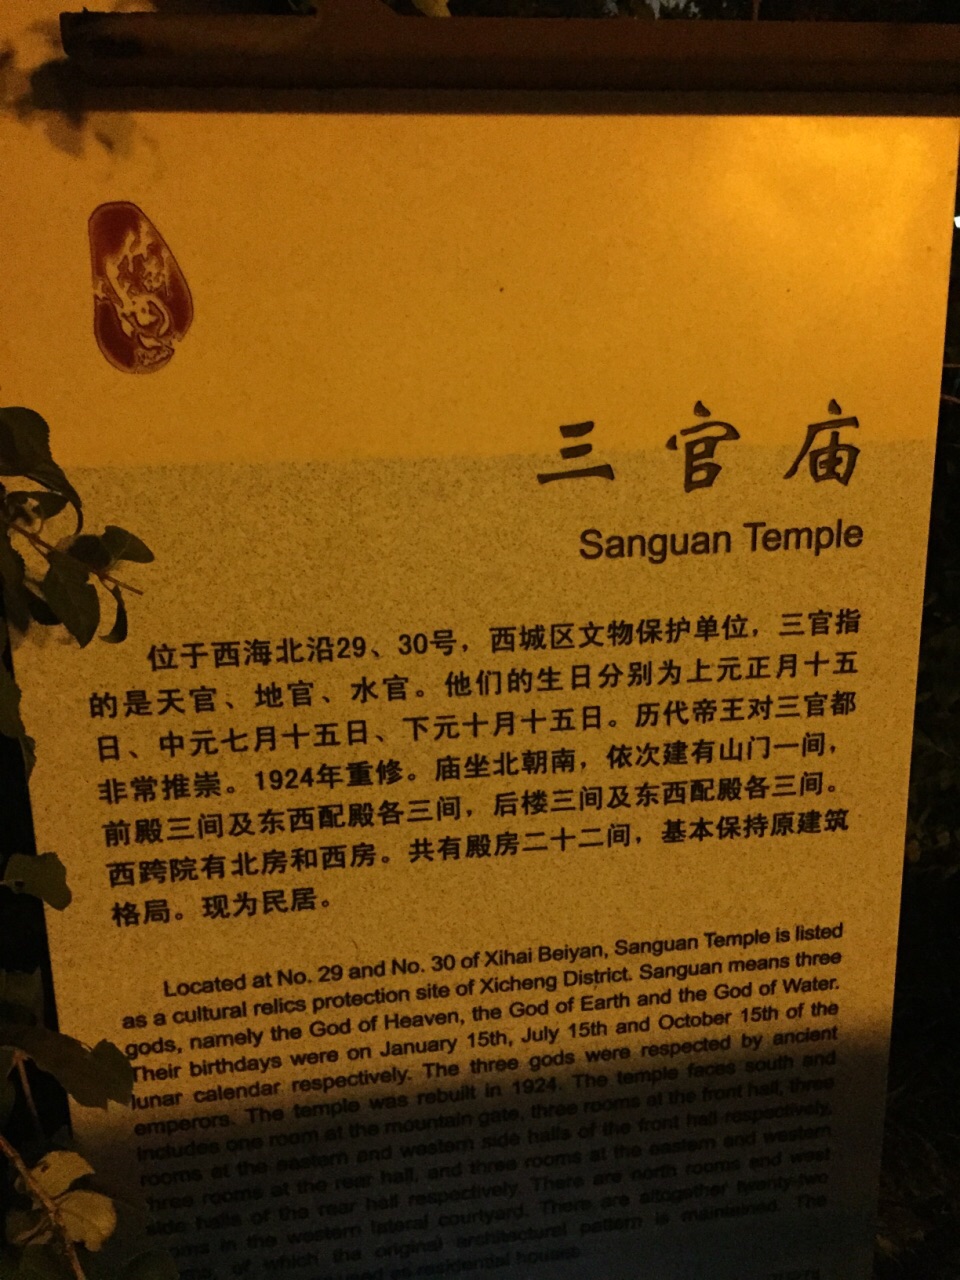 三官庙
Sanguan Temple
位于西海北沿29、30号，西城区文物保护单位，三官指
的是天官、地官、水官。他们的生日分别为上元正月十五
日、中元七月十五日、下元十月十五日。历代帝王对三官都
非常推崇。1924年重修。庙坐北朝南，依次建有山门一间，
前殿三间及东西配殿各三间，后楼三间及东西配殿各三间。
西跨院有北房和西房。共有殿房二十二间，基本保持原建筑
格局。现为民居。
Located at No. 29 and No. 30 of Xihai Beiyan, Sanguan Temple is listed
as a cultural relics protection site of Xicheng District. Sanguan means three
gods, namely the God of Heaven, the God of Earth and the God of Water.
Their birthdays were on January 15th, July 15th and October 15th of the
lunar calendar respectively. The three gods were respected by ancient
emperors. The temple was rebuilt in 1924. The temple faces south and
includes one room at the mountain gate, three rooms at the front hall, three
rooms at the eastern and western side halls of the front hall respectively,
three rooms at the rear hall, and three rooms at the eastern and western
side halls of the rear hall respectively. There are north rooms and west
rooms in the western lateral courtyard. There are altogether twenty-two
of which the original architectural pattern is maintained. The
as residential houses.